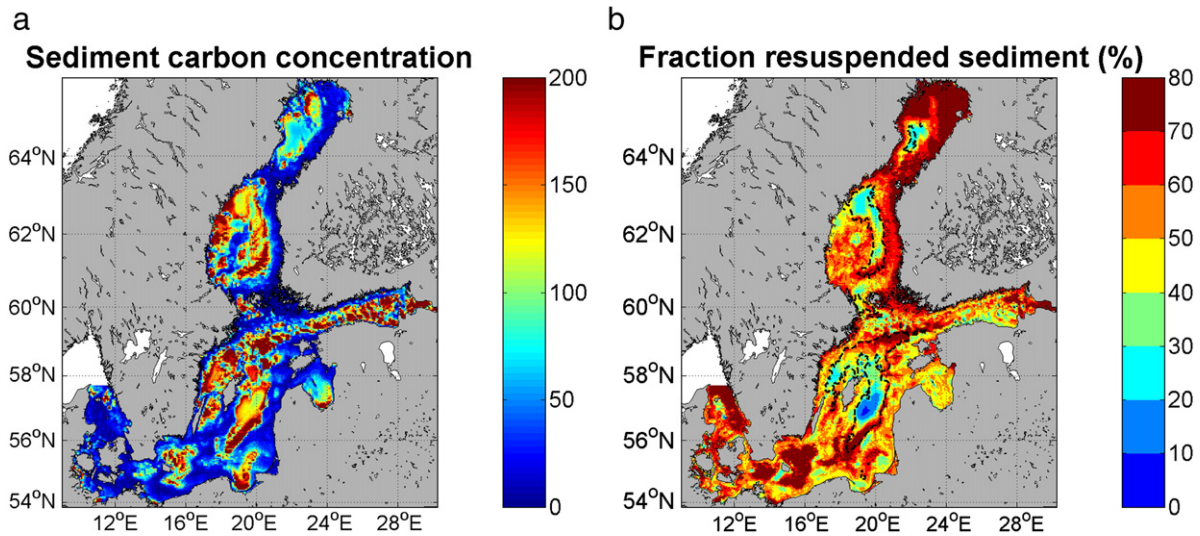 a
b
Sediment carbon concentration
Fraction resuspended sediment (%)
200
150
100
50
0
80
70
60
50
40
30
20
10
0
64°N
62°N
60°N
58°N
56°N
54°N
64°N
62°N
60°N
58°N
56°N
54°N
12°E 16°E 20°E 24°E 28°E
12°E 16°E 20°E 24°E 28°E